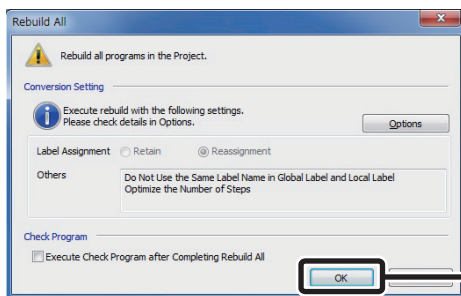 Rebuild All
Rebuild all programs in the Project.
Conversion Setting
Execute rebuild with the following settings.
Please check details in Options.
Options
Label Assignment Retain Reassignment
Others
Do Not Use the Same Label Name in Global Label and Local Label
Optimize the Number of Steps
Check Program
Execute Check Program after Completing Rebuild All
OK